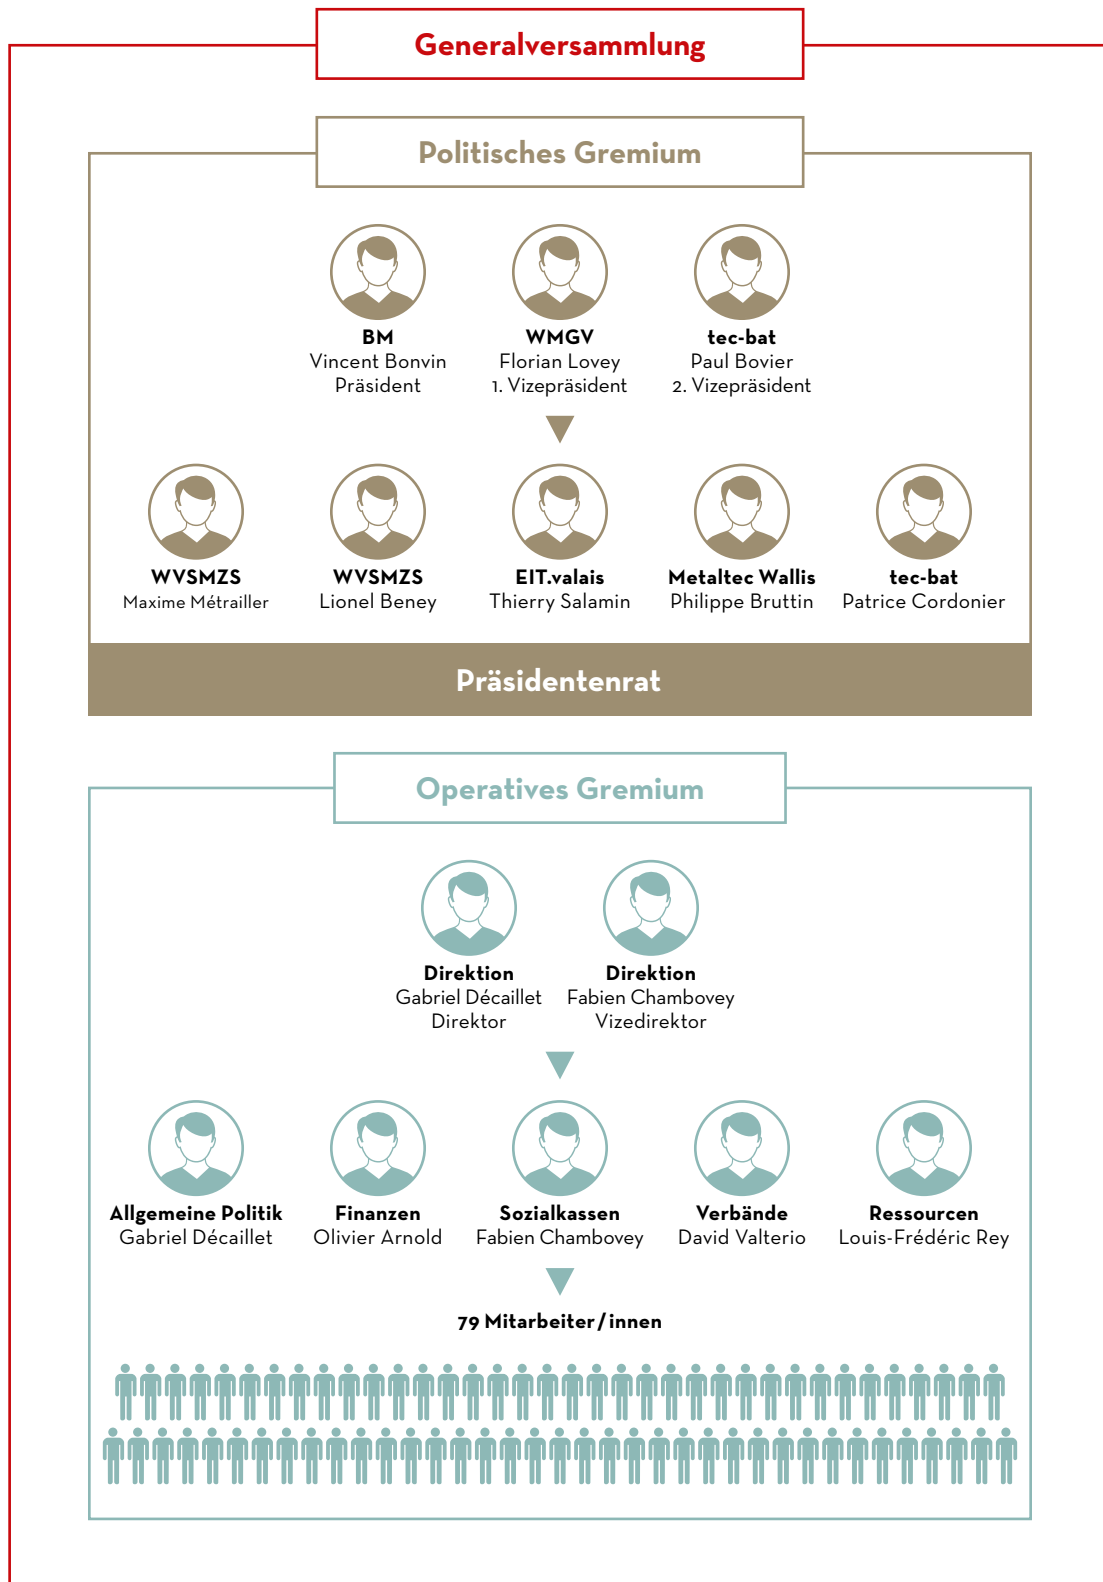 Generalversammlung
Politisches Gremium
BM
Vincent Bonvin
Präsident
WMGV
Florian Lovey
1. Vizepräsident
tec-bat
Paul Bovier
2. Vizepräsident
WVSMZS
Maxime Métrailler
WVSMZS
Lionel Beney
EIT.valais
Thierry Salamin
Metaltec Wallis
Philippe Bruttin
tec-bat
Patrice Cordonier
Präsidentenrat
Operatives Gremium
Direktion
Gabriel Décaillet
Direktor
Direktion
Fabien Chambovey
Vizedirektor
Allgemeine Politik
Gabriel Décaillet
Finanzen
Olivier Arnold
Sozialkassen
Fabien Chambovey
Verbände
David Valterio
Ressourcen
Louis-Frédéric Rey
79 Mitarbeiter/innen